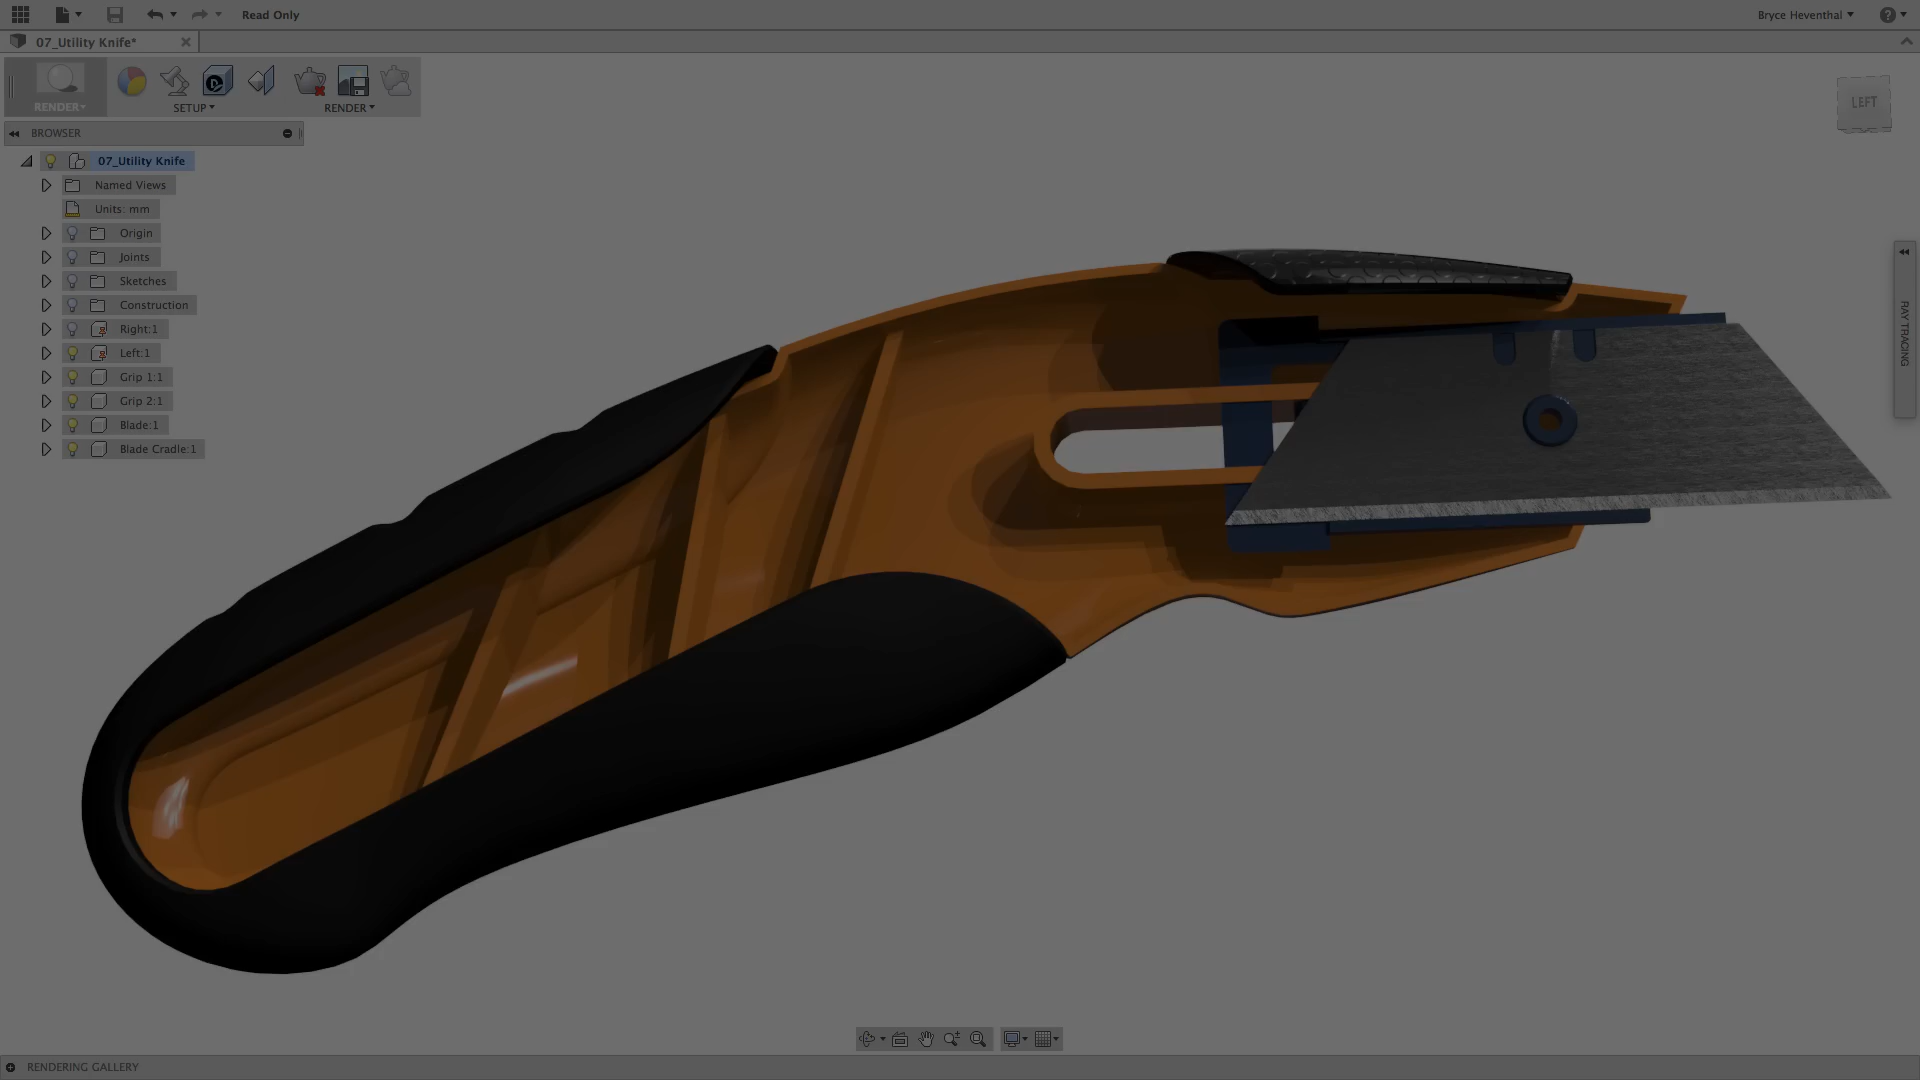 Read Only
Bryce Heventhal
07_Utility Knife*
RENDER
SETUP
RENDER
LEFT
BROWSER
07_Utility Knife
Named Views
Units: mm
Origin
Joints
Sketches
Construction
Right:1
Left:1
Grip 1:1
Grip 2:1
Blade:1
Blade Cradle:1
RAY TRACING
RENDERING GALLERY